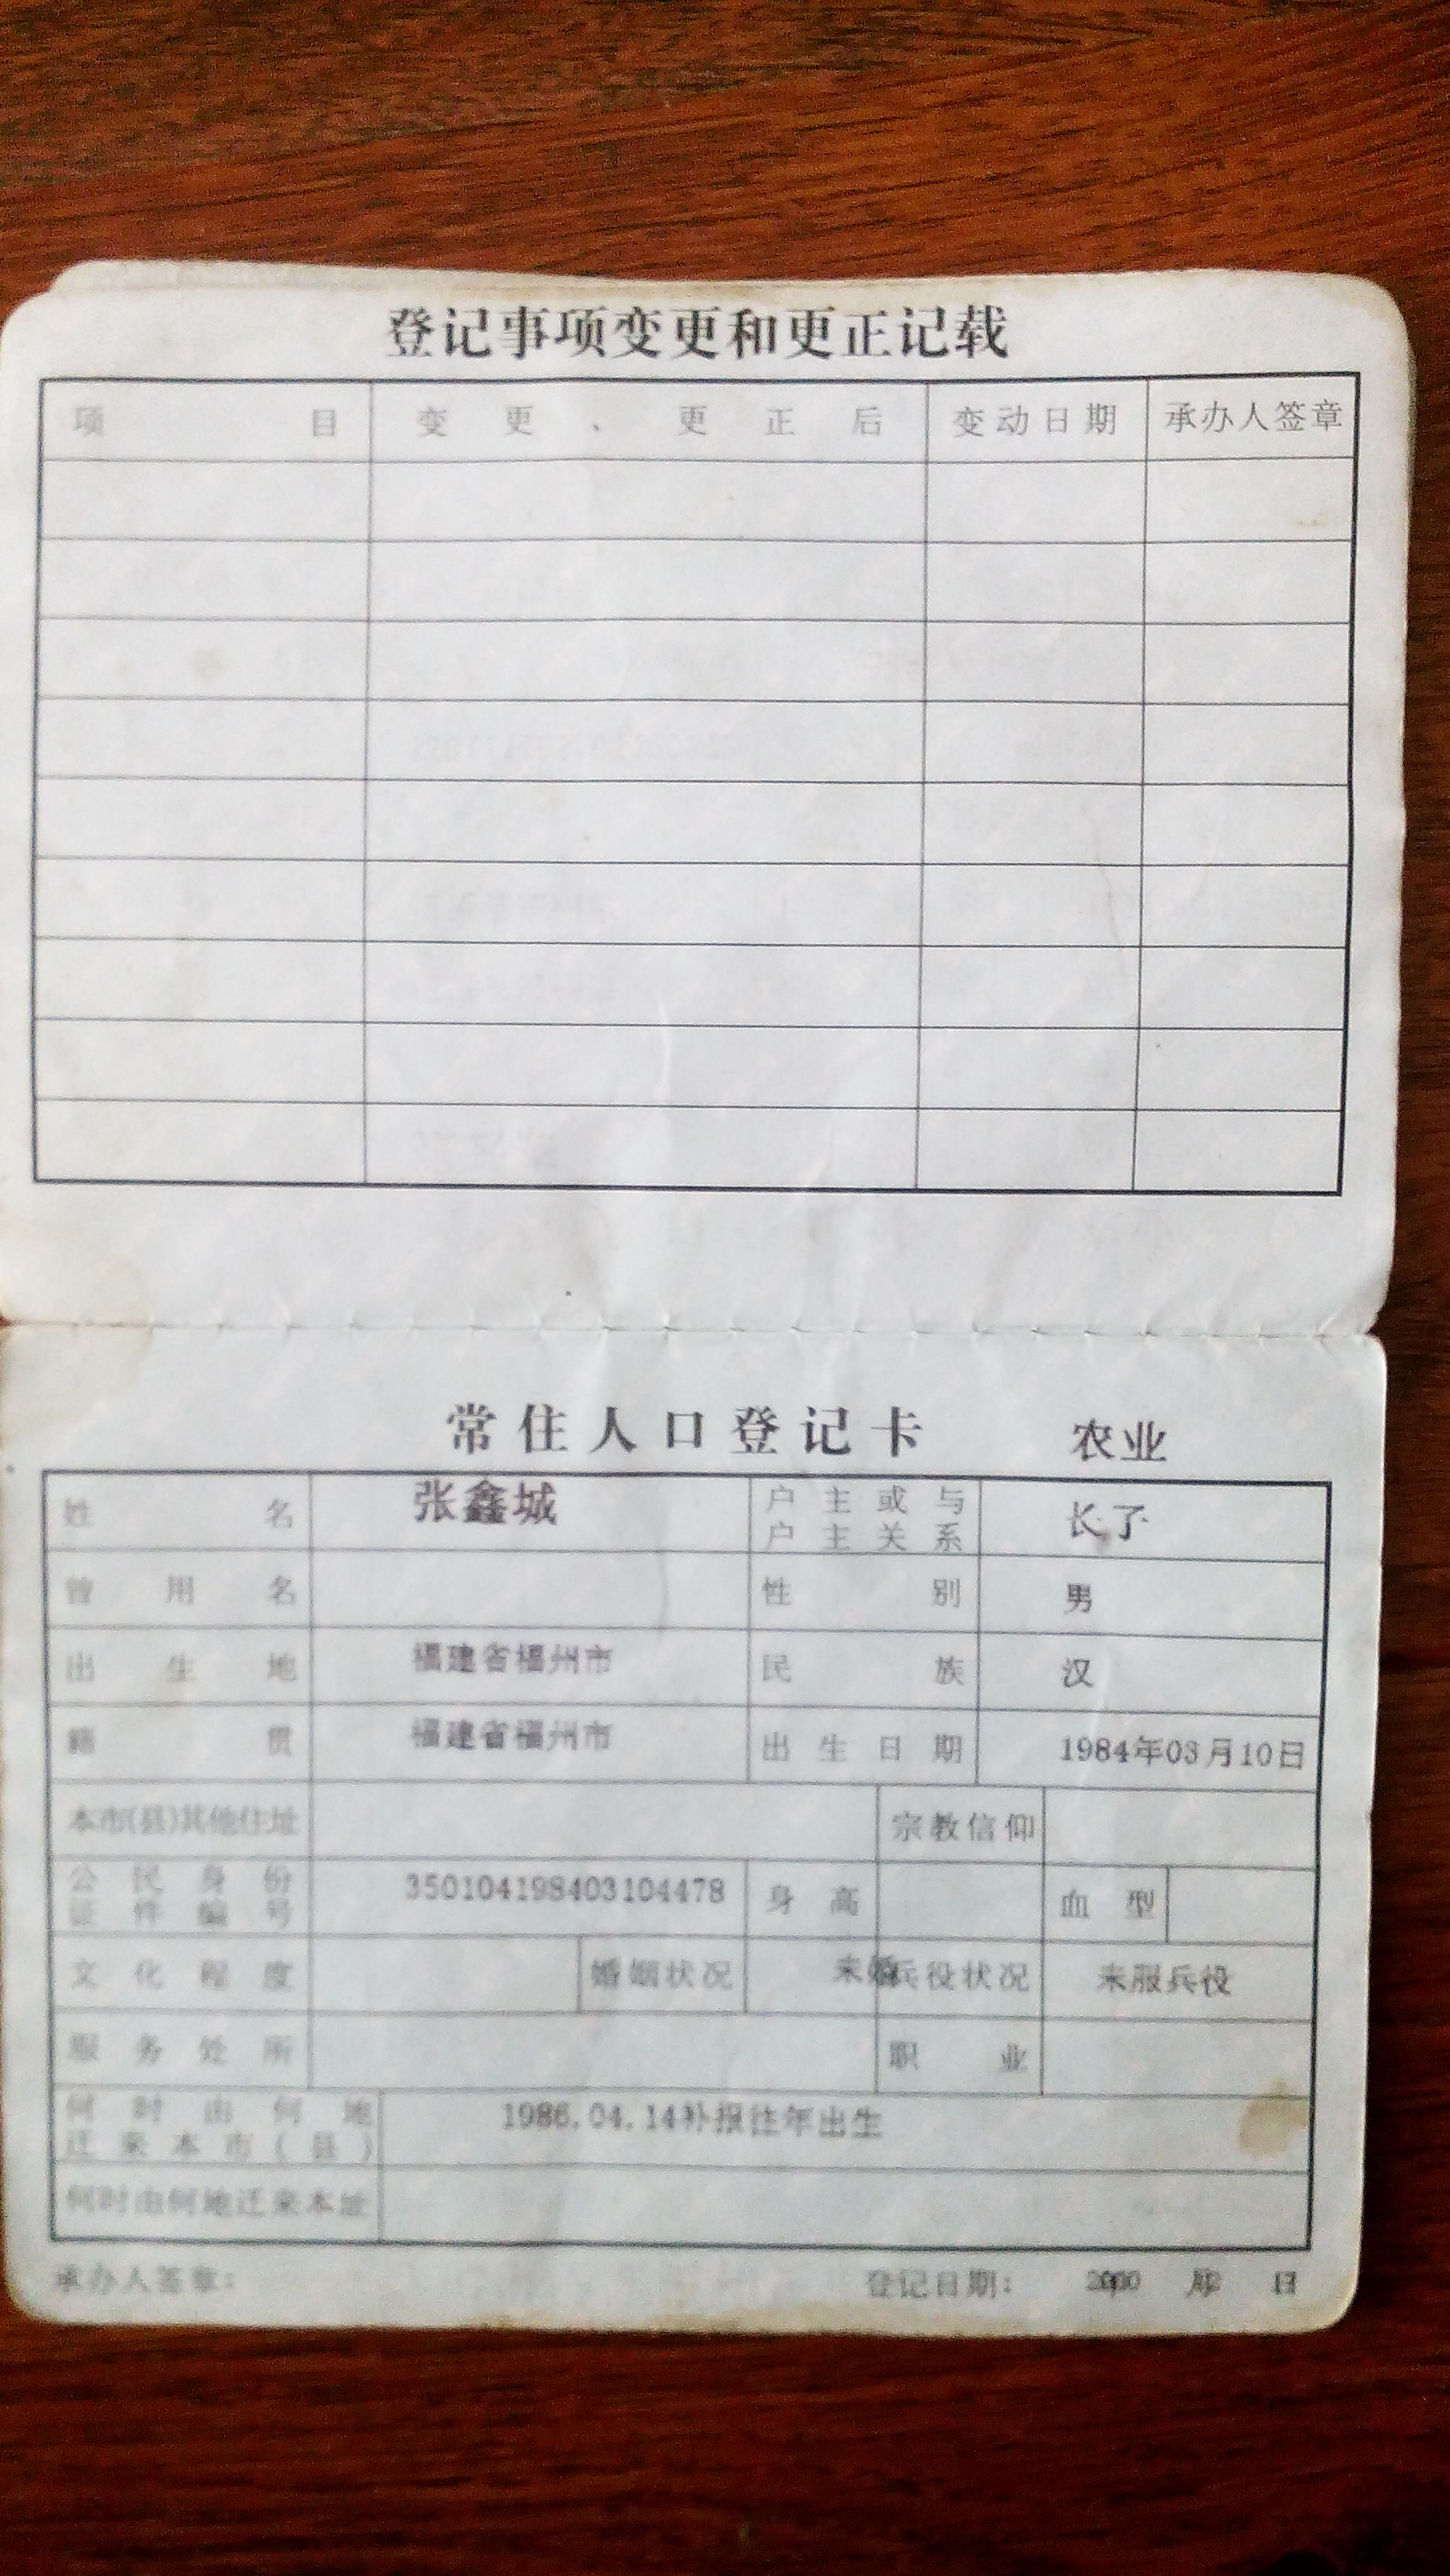 登记事项变更和更正记载
项目 变更、更正后 变动日期 承办人签章
常住人口登记卡 农业
姓名 张鑫城 户主或与户主关系 长子
曾用名 性别 男
出生地 福建省福州市 民族 汉
籍贯 福建省福州市 出生日期 1984年03月10日
本市(县)其他住址 宗教信仰
公民身份证件编号 350104198403104478 身高 血型
文化程度 婚姻状况 未婚 兵役状况 未服兵役
服务处所 职业
何时由何地迁来本市(县) 1986.04.14补报往年出生
何时由何地迁来本址
承办人签章: 登记日期: